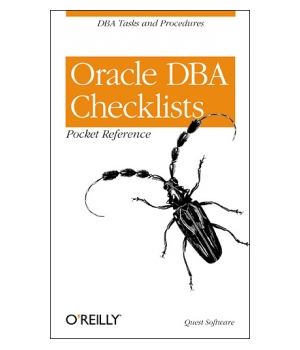 DBA Tasks and Procedures
Oracle DBA
Checklists
Pocket Reference
O'REILLY®
Quest Software